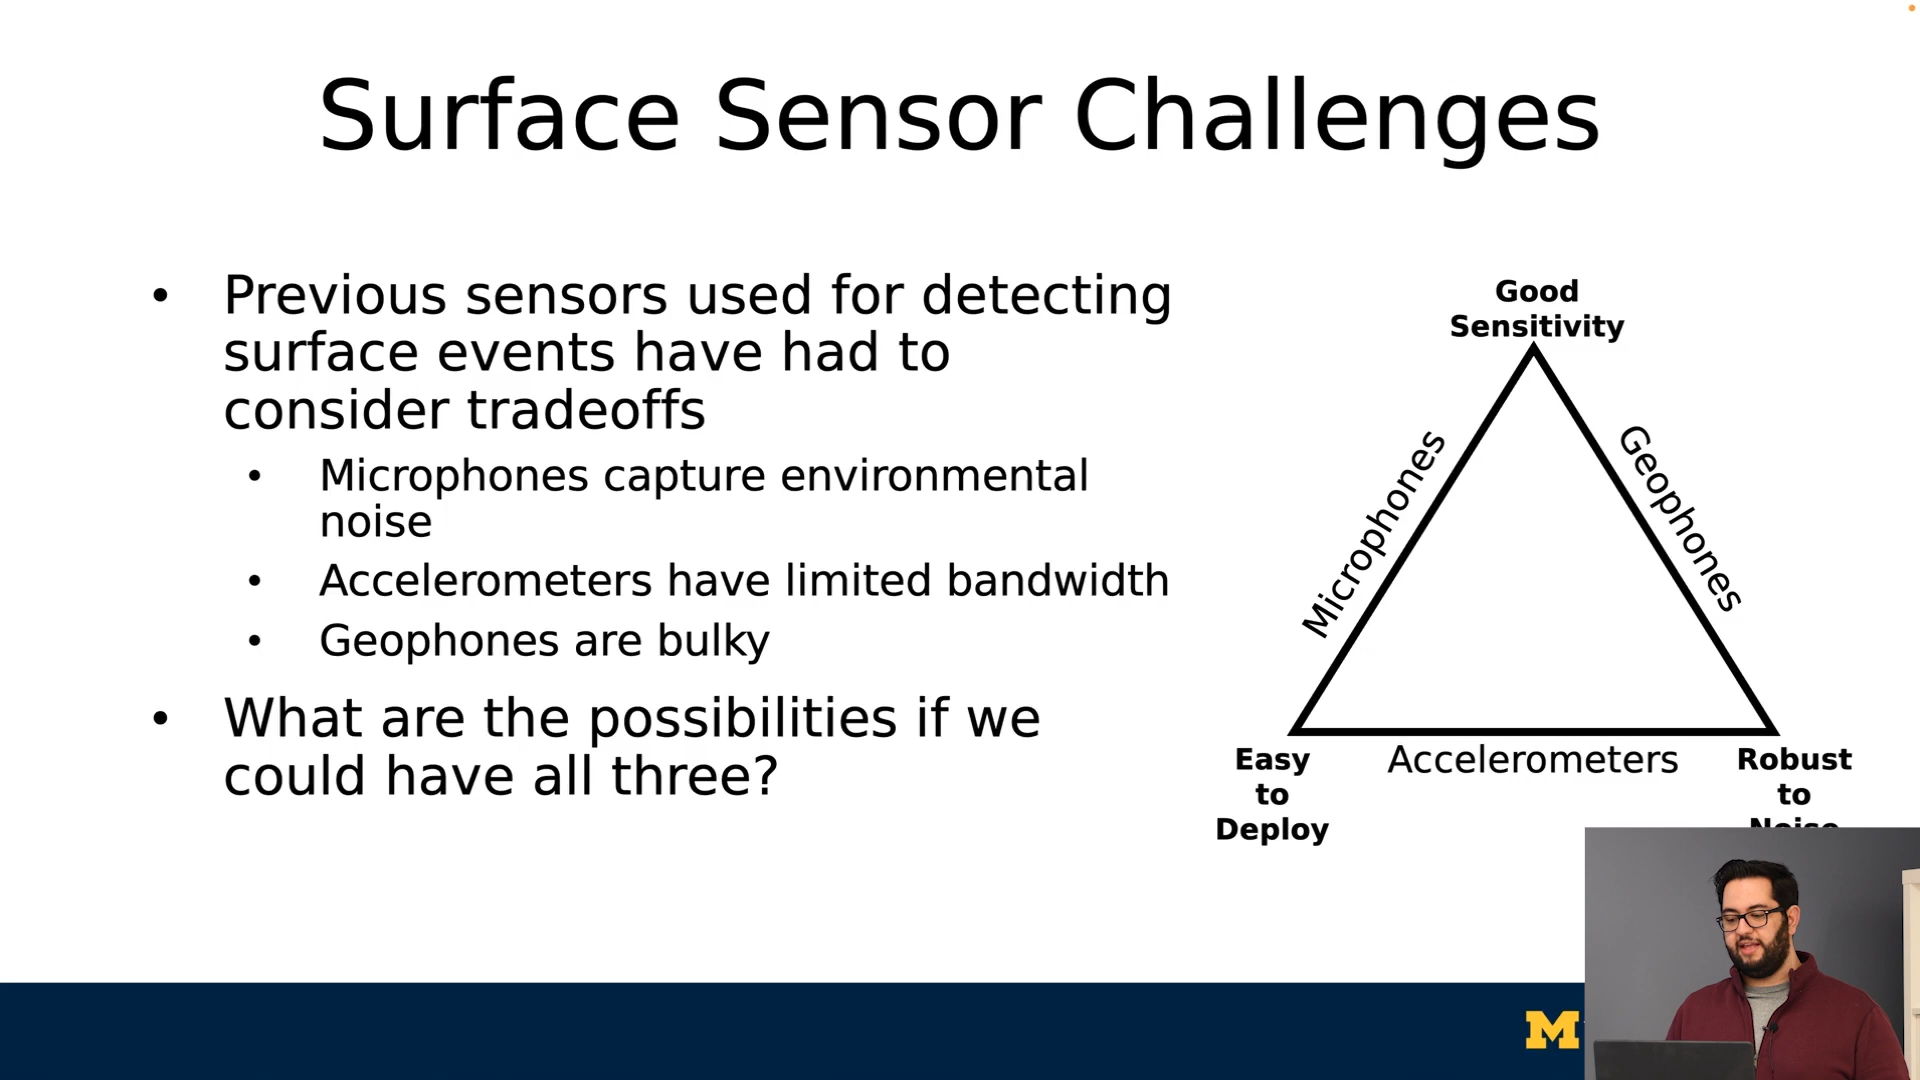 Surface Sensor Challenges
• Previous sensors used for detecting
surface events have had to
consider tradeoffs
• Microphones capture environmental
noise
• Accelerometers have limited bandwidth
• Geophones are bulky
• What are the possibilities if we
could have all three?
Good
Sensitivity
Microphones
Geophones
Accelerometers
Easy
to
Deploy
Robust
to
Noise
M